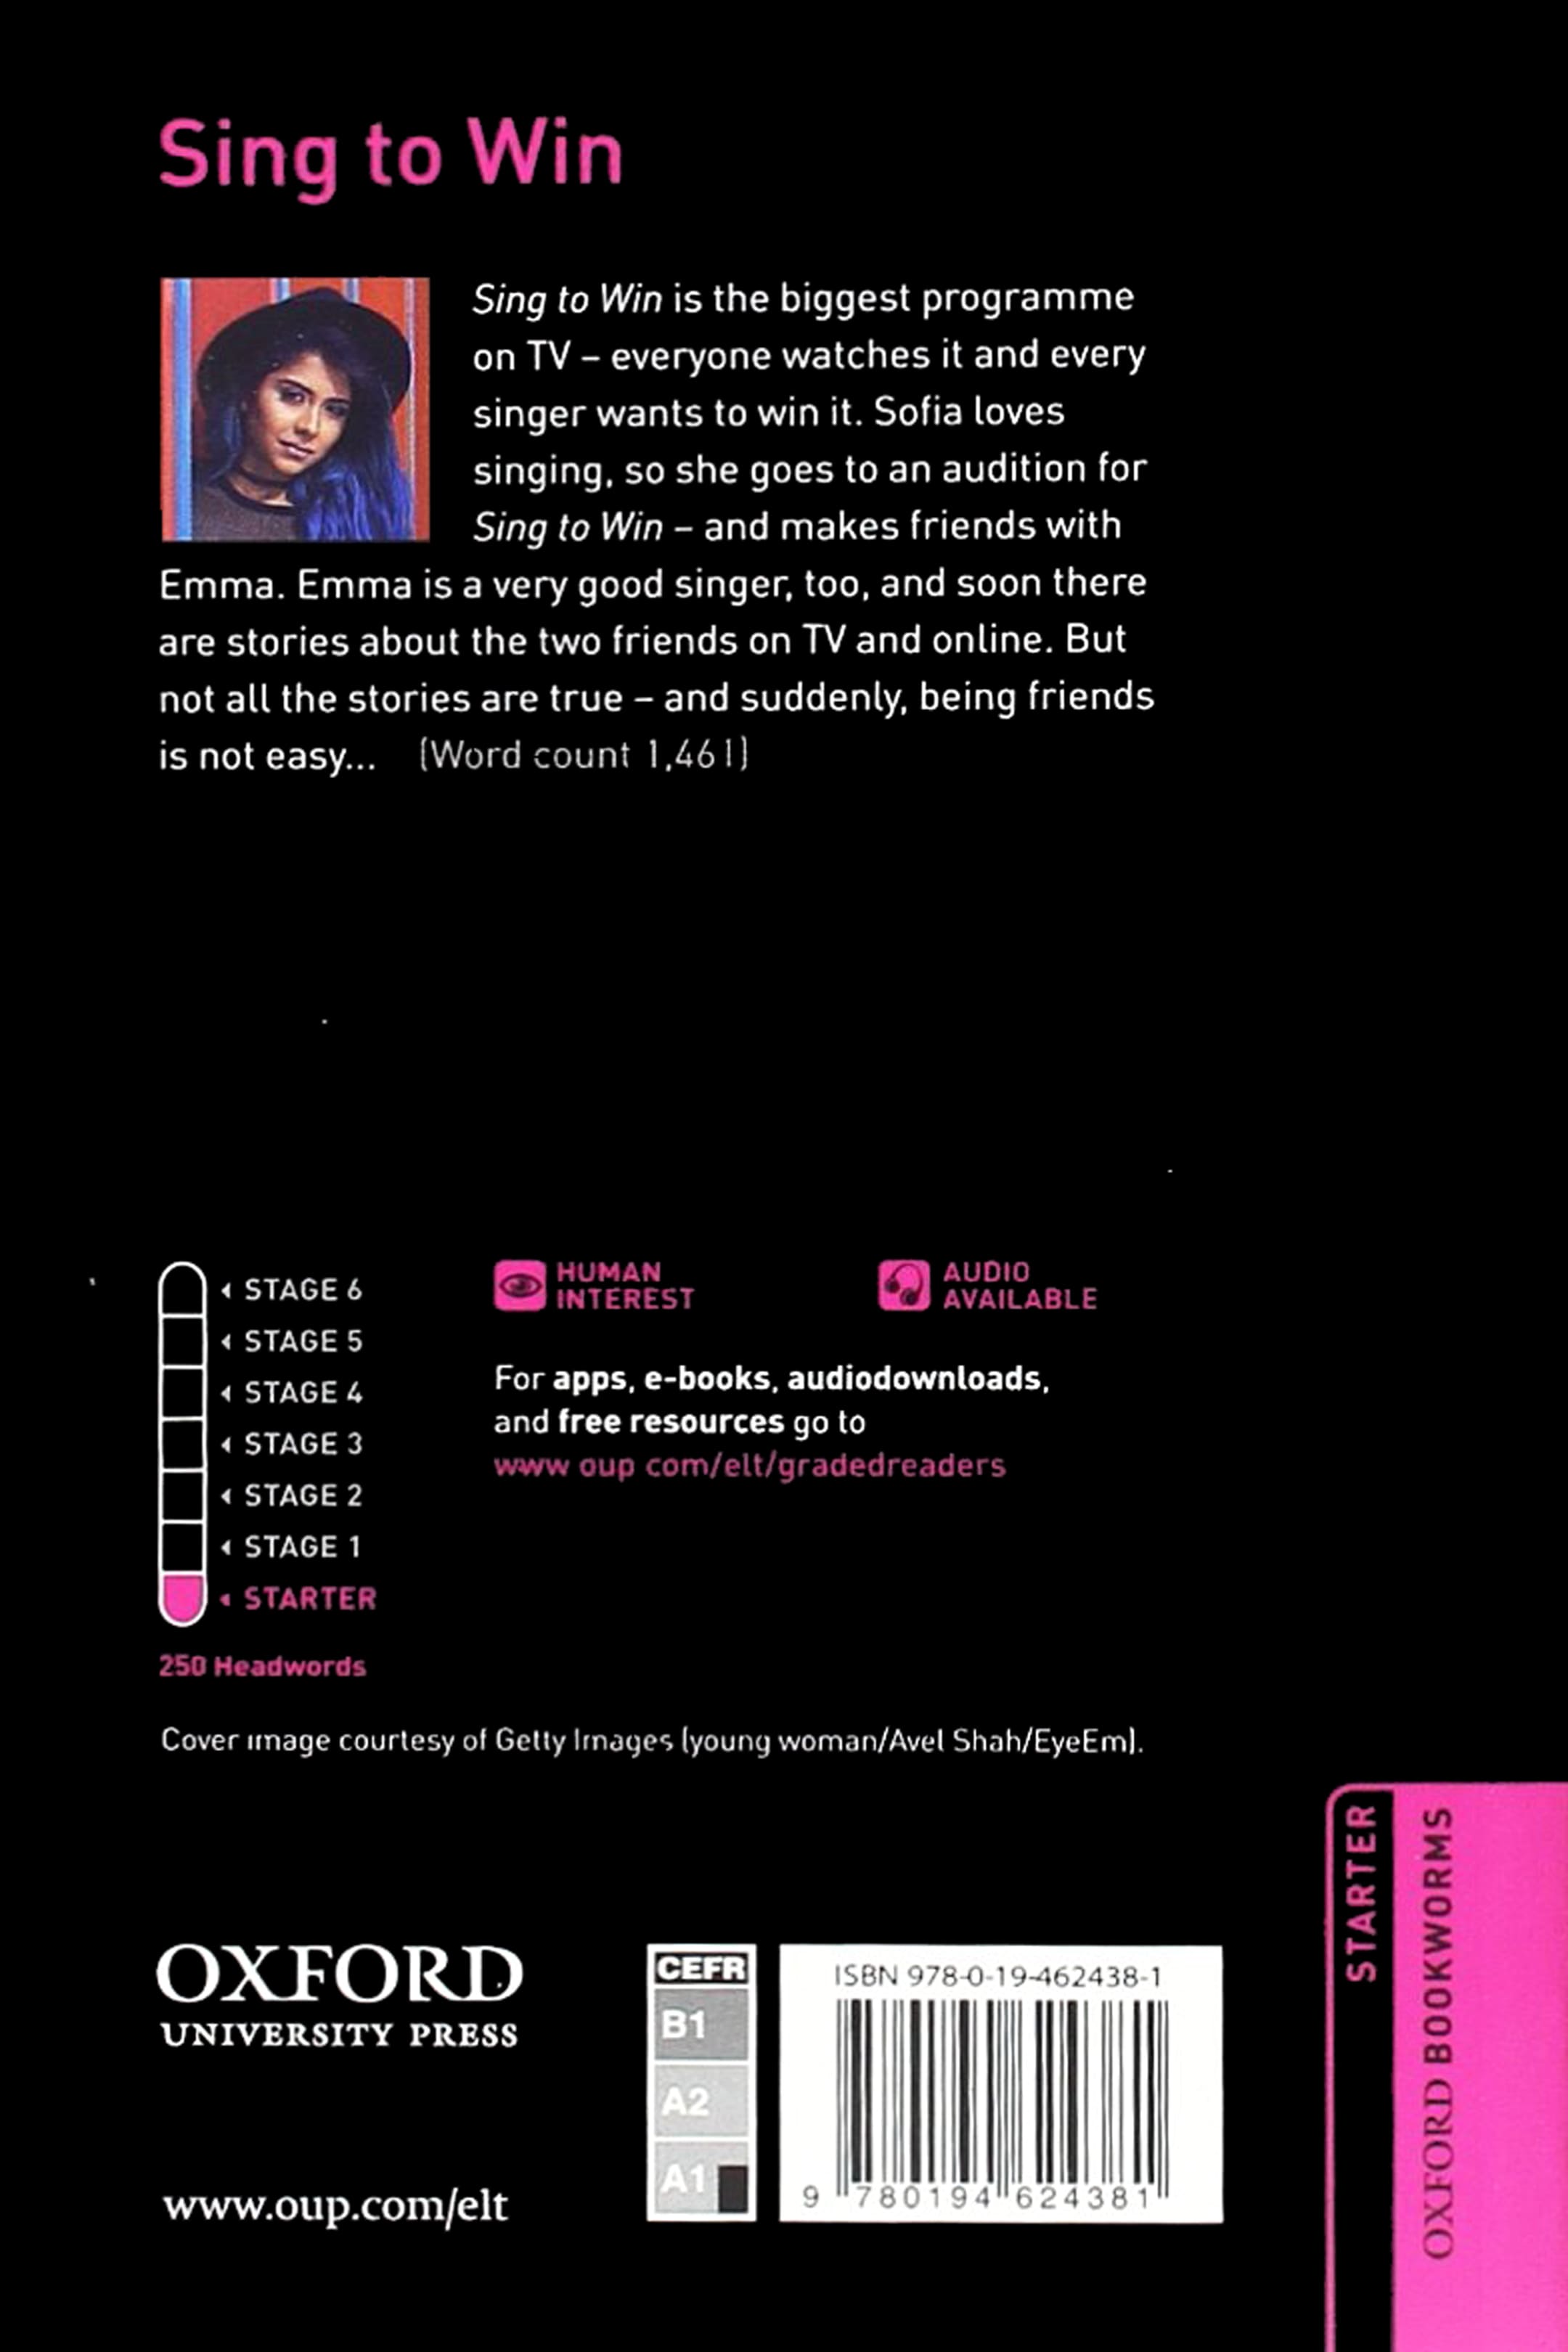 Sing to Win
Sing to Win is the biggest programme
on TV – everyone watches it and every
singer wants to win it. Sofia loves
singing, so she goes to an audition for
Sing to Win – and makes friends with
Emma. Emma is a very good singer, too, and soon there
are stories about the two friends on TV and online. But
not all the stories are true – and suddenly, being friends
is not easy... (Word count 1,461)
STAGE 6
STAGE 5
STAGE 4
STAGE 3
STAGE 2
STAGE 1
STARTER
250 Headwords
HUMAN
INTEREST
AUDIO
AVAILABLE
For apps, e-books, audiodownloads,
and free resources go to
www oup com/elt/gradedreaders
Cover image courtesy of Getty Images (young woman/Avel Shah/EyeEm).
OXFORD
UNIVERSITY PRESS
www.oup.com/elt
CEFR
B1
A2
A1
ISBN 978-0-19-462438-1
9 780194 624381
STARTER
OXFORD BOOKWORMS